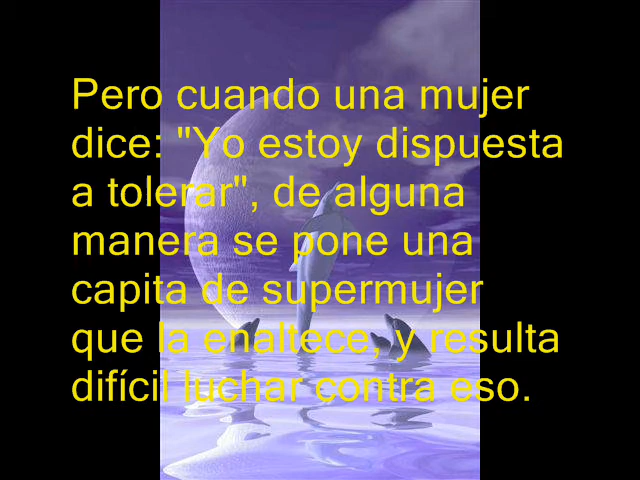 Pero cuando una mujer
dice: "Yo estoy dispuesta
a tolerar", de alguna
manera se pone una
capita de supermujer
que la enaltece, y resulta
difícil luchar contra eso.